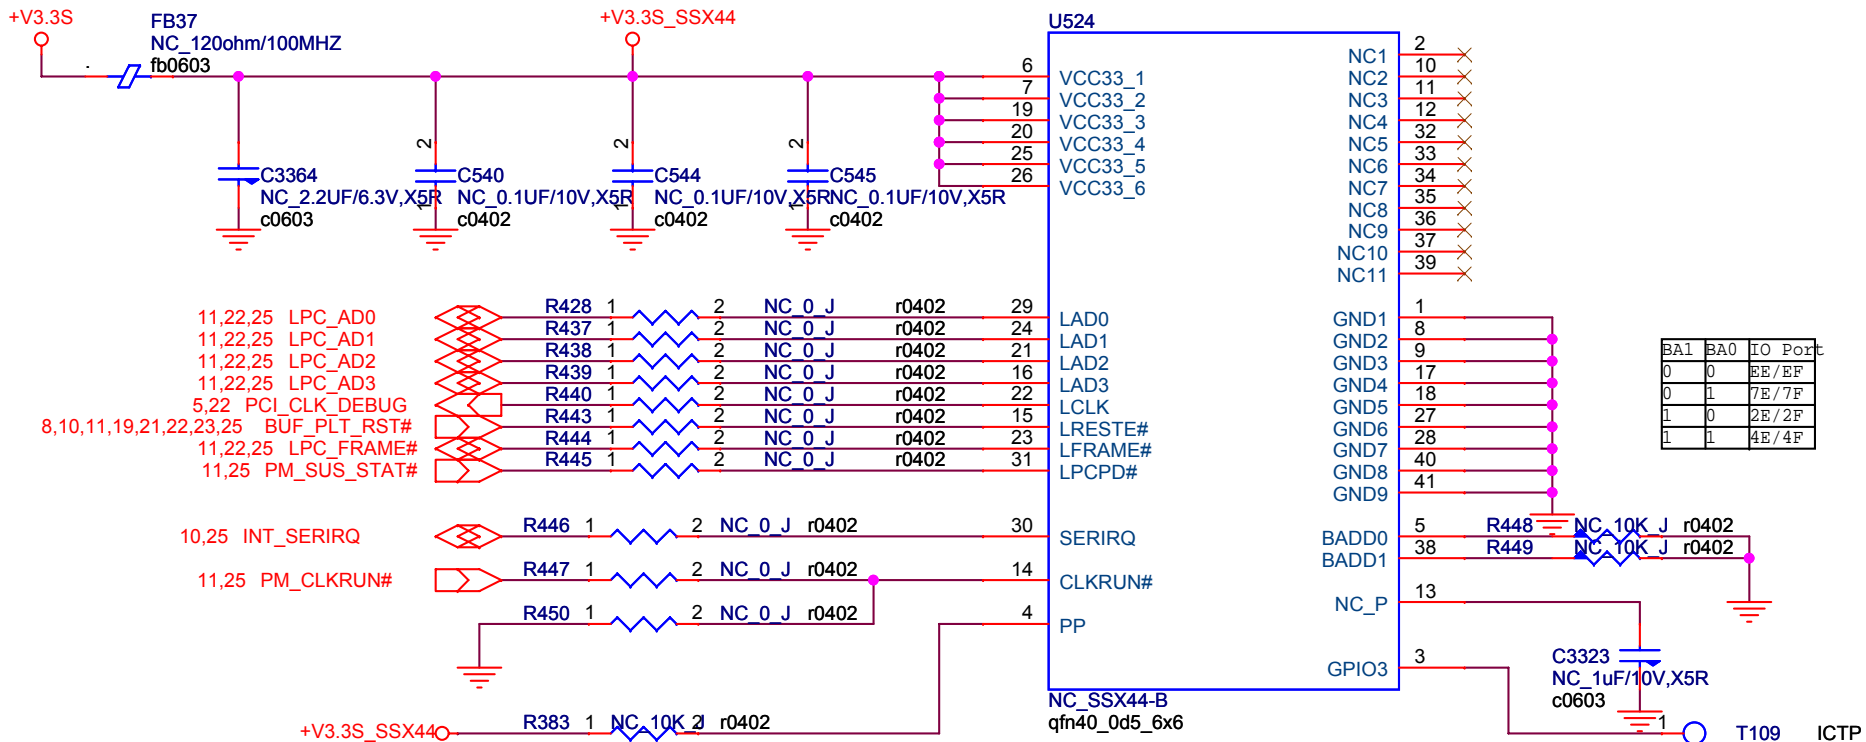 +V3.3S
FB37
NC_120ohm/100MHZ
fb0603
+V3.3S_SSX44
C3364
NC_2.2UF/6.3V,X5R
c0603
2
1
C540
NC_0.1UF/10V,X5R
c0402
2
1
C544
NC_0.1UF/10V,X5R
c0402
2
1
C545
NC_0.1UF/10V,X5R
c0402
U524
6 VCC33_1
7 VCC33_2
19 VCC33_3
20 VCC33_4
25 VCC33_5
26 VCC33_6
NC1 2
NC2 10
NC3 11
NC4 12
NC5 32
NC6 33
NC7 34
NC8 35
NC9 36
NC10 37
NC11 39
11,22,25 LPC_AD0 R428 1 2 NC_0_J r0402 29 LAD0
11,22,25 LPC_AD1 R437 1 2 NC_0_J r0402 24 LAD1
11,22,25 LPC_AD2 R438 1 2 NC_0_J r0402 21 LAD2
11,22,25 LPC_AD3 R439 1 2 NC_0_J r0402 16 LAD3
5,22 PCI_CLK_DEBUG R440 1 2 NC_0_J r0402 22 LCLK
8,10,11,19,21,22,23,25 BUF_PLT_RST# R443 1 2 NC_0_J r0402 15 LRESTE#
11,22,25 LPC_FRAME# R444 1 2 NC_0_J r0402 23 LFRAME#
11,25 PM_SUS_STAT# R445 1 2 NC_0_J r0402 31 LPCPD#
10,25 INT_SERIRQ R446 1 2 NC_0_J r0402 30 SERIRQ
11,25 PM_CLKRUN# R447 1 2 NC_0_J r0402 14 CLKRUN#
R450 1 2 NC_0_J r0402 4 PP
+V3.3S_SSX44 R383 1 NC_10K_J 2 r0402
GND1 1
GND2 8
GND3 9
GND4 17
GND5 18
GND6 27
GND7 28
GND8 40
GND9 41
BADD0 5 R448 NC_10K_J r0402
BADD1 38 R449 NC_10K_J r0402
NC_P 13
GPIO3 3
C3323
NC_1uF/10V,X5R
c0603
1 T109 ICTP
NC_SSX44-B
qfn40_0d5_6x6
BA1 BA0 IO Port
0 0 EE/EF
0 1 7E/7F
1 0 2E/2F
1 1 4E/4F